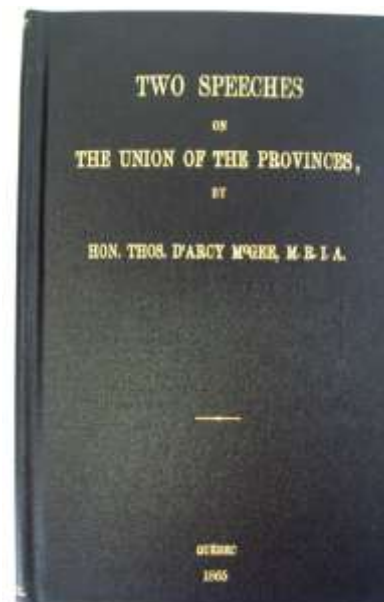 TWO SPEECHES
ON
THE UNION OF THE PROVINCES,
BY
HON. THOS. D'ARCY McGEE, M. R. I. A.
QUEBEC
1865